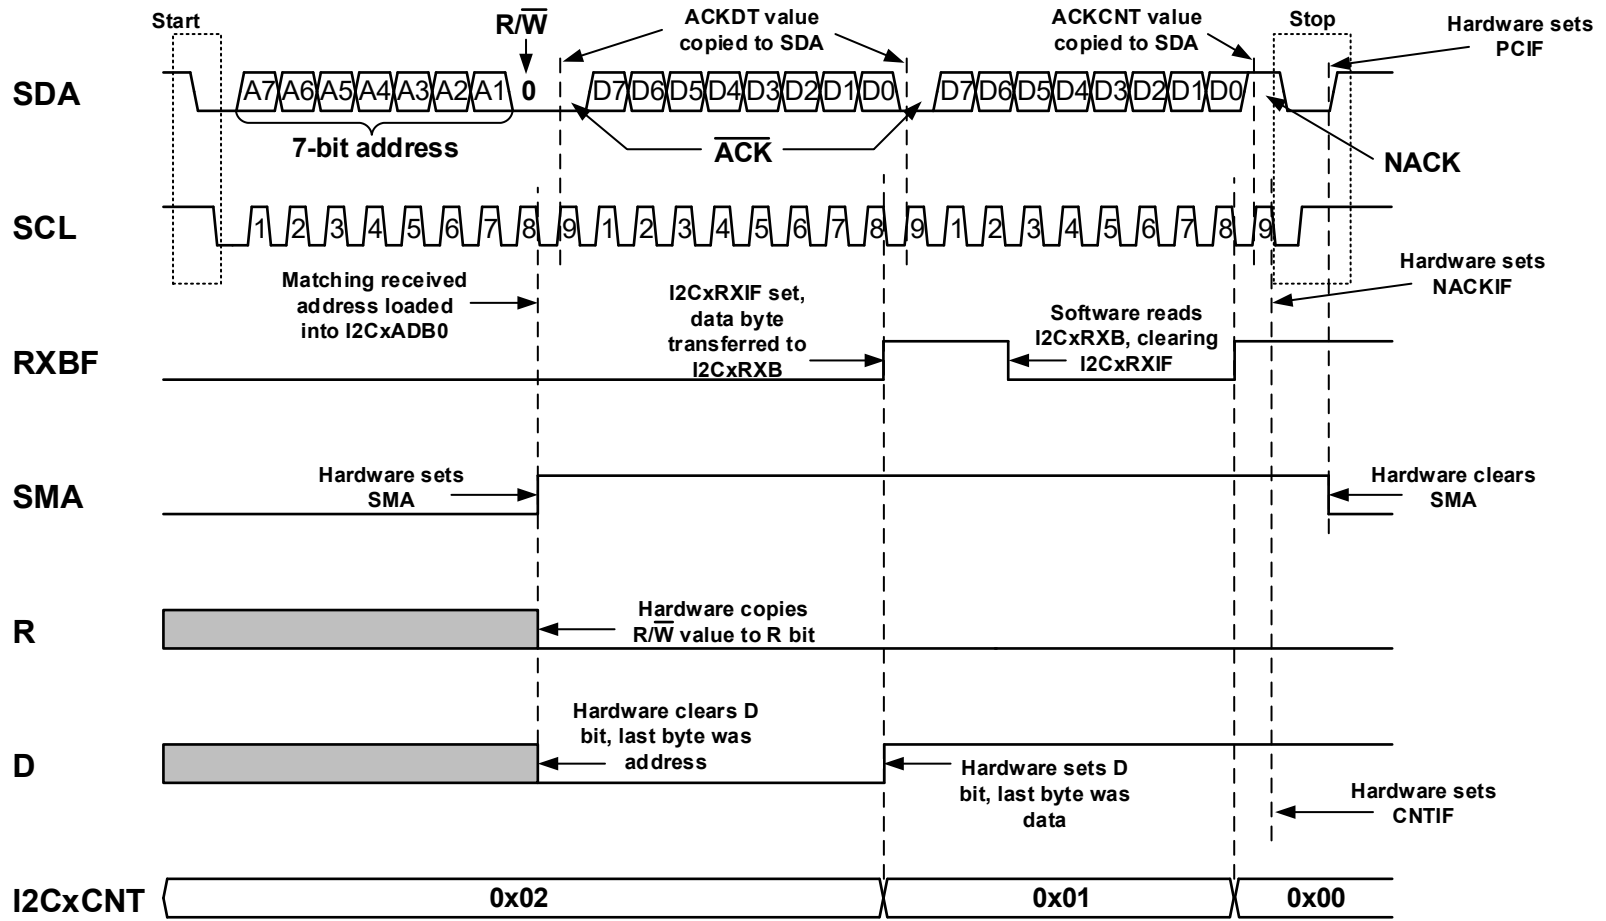 Start
R/W̅
ACKDT value
copied to SDA
ACKCNT value
copied to SDA
Stop
Hardware sets
PCIF
SDA
A7 A6 A5 A4 A3 A2 A1 0 D7 D6 D5 D4 D3 D2 D1 D0 D7 D6 D5 D4 D3 D2 D1 D0
7-bit address
A̅C̅K̅
NACK
SCL
1 2 3 4 5 6 7 8 9 1 2 3 4 5 6 7 8 9 1 2 3 4 5 6 7 8 9
Matching received
address loaded
into I2CxADB0
I2CxRXIF set,
data byte
transferred to
I2CxRXB
Software reads
I2CxRXB, clearing
I2CxRXIF
Hardware sets
NACKIF
RXBF
SMA
Hardware sets
SMA
Hardware clears
SMA
R
Hardware copies
R/W̅ value to R bit
D
Hardware clears D
bit, last byte was
address
Hardware sets D
bit, last byte was
data
Hardware sets
CNTIF
I2CxCNT
0x02 0x01 0x00